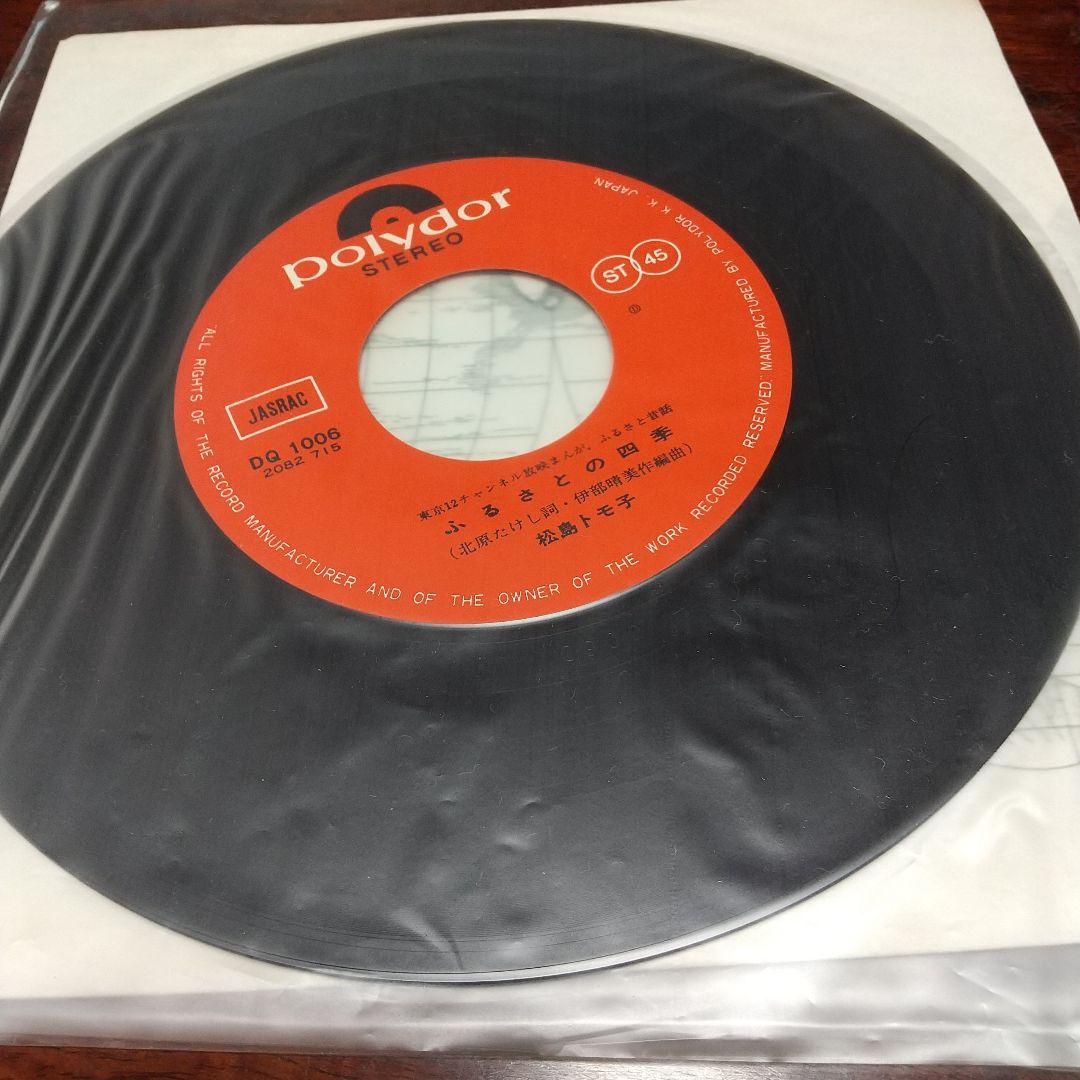 polydor
STEREO
ST 45
①
JASRAC
DQ 1006
2082 715
東京12チャンネル放映まんが、ふるさと昔話
ふるさとの四季
(北原たけし詞・伊部晴美作編曲)
松島トモ子
"ALL RIGHTS OF THE RECORD MANUFACTURER AND OF THE OWNER OF THE WORK RECORDED RESERVED." MANUFACTURED BY POLYDOR K. K. JAPAN